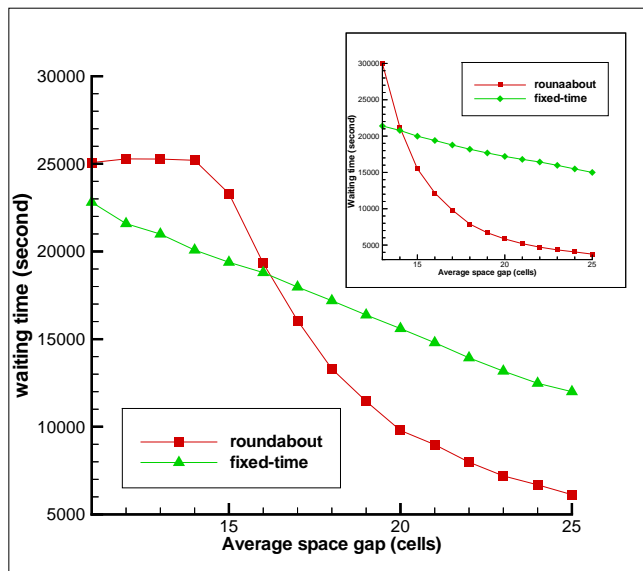 30000
25000
20000
15000
10000
5000
waiting time (second)
15
20
25
Average space gap (cells)
roundabout
fixed-time
30000
25000
20000
15000
10000
5000
Waiting time (second)
15
20
25
Average space gap (cells)
rounaabout
fixed-time